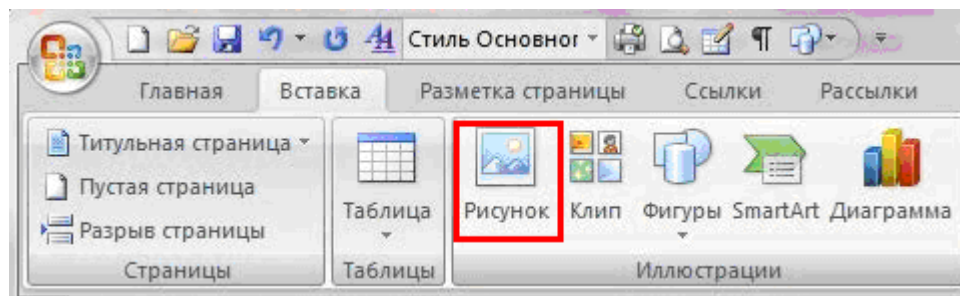 Стиль Основног
Главная Вставка Разметка страницы Ссылки Рассылки
Титульная страница
Пустая страница
Разрыв страницы
Страницы
Таблица
Таблицы
Рисунок Клип Фигуры SmartArt Диаграмма
Иллюстрации